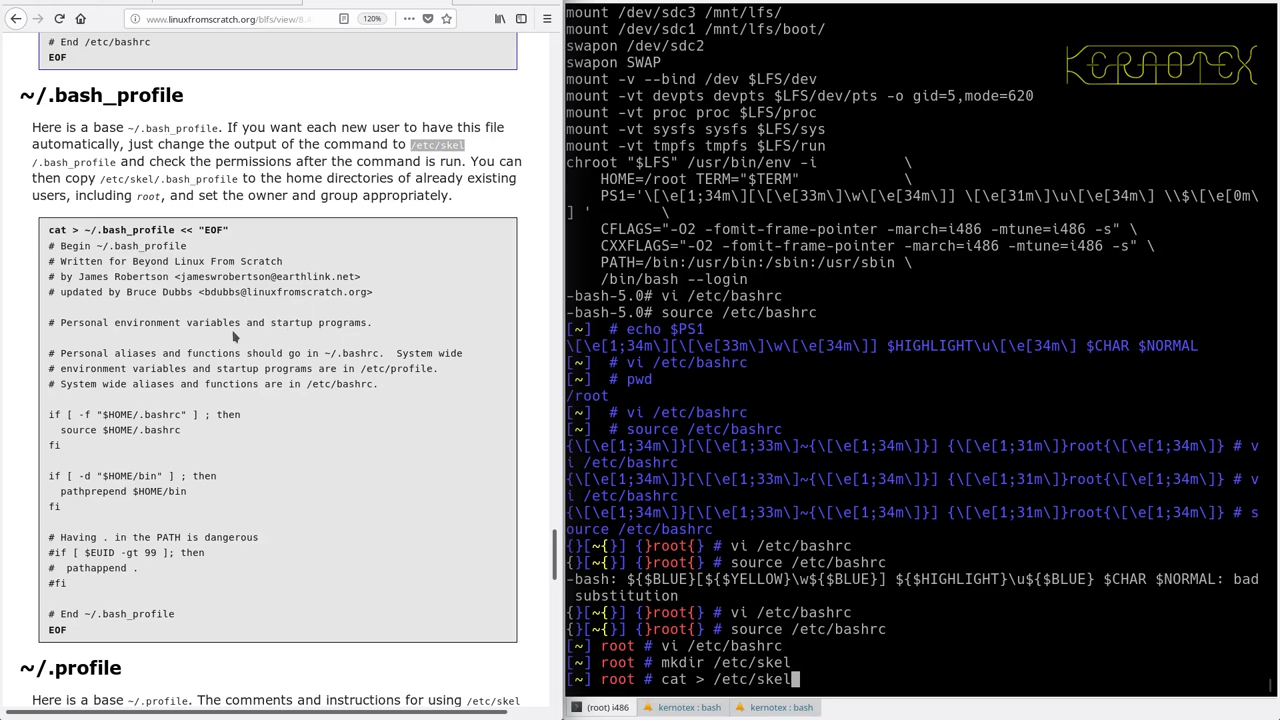 www.linuxfromscratch.org/blfs/view/8.4
120%
# End /etc/bashrc
EOF
~/.bash_profile
Here is a base ~/.bash_profile. If you want each new user to have this file
automatically, just change the output of the command to /etc/skel
/.bash_profile and check the permissions after the command is run. You can
then copy /etc/skel/.bash_profile to the home directories of already existing
users, including root, and set the owner and group appropriately.
cat > ~/.bash_profile << "EOF"
# Begin ~/.bash_profile
# Written for Beyond Linux From Scratch
# by James Robertson <jameswrobertson@earthlink.net>
# updated by Bruce Dubbs <bdubbs@linuxfromscratch.org>
# Personal environment variables and startup programs.
# Personal aliases and functions should go in ~/.bashrc.  System wide
# environment variables and startup programs are in /etc/profile.
# System wide aliases and functions are in /etc/bashrc.
if [ -f "$HOME/.bashrc" ] ; then
  source $HOME/.bashrc
fi
if [ -d "$HOME/bin" ] ; then
  pathprepend $HOME/bin
fi
# Having . in the PATH is dangerous
#if [ $EUID -gt 99 ]; then
#  pathappend .
#fi
# End ~/.bash_profile
EOF
~/.profile
Here is a base ~/.profile. The comments and instructions for using /etc/skel
mount /dev/sdc3 /mnt/lfs/
mount /dev/sdc1 /mnt/lfs/boot/
swapon /dev/sdc2
swapon SWAP
mount -v --bind /dev $LFS/dev
mount -vt devpts devpts $LFS/dev/pts -o gid=5,mode=620
mount -vt proc proc $LFS/proc
mount -vt sysfs sysfs $LFS/sys
mount -vt tmpfs tmpfs $LFS/run
chroot "$LFS" /usr/bin/env -i          \
    HOME=/root TERM="$TERM"            \
    PS1='\[\e[1;34m\][\[\e[33m\]\w\[\e[34m\]] \[\e[31m\]\u\[\e[34m\] \\$\[\e[0m\
] '        \
    CFLAGS="-O2 -fomit-frame-pointer -march=i486 -mtune=i486 -s" \
    CXXFLAGS="-O2 -fomit-frame-pointer -march=i486 -mtune=i486 -s" \
    PATH=/bin:/usr/bin:/sbin:/usr/sbin \
    /bin/bash --login
-bash-5.0# vi /etc/bashrc
-bash-5.0# source /etc/bashrc
[~]  # echo $PS1
\[\e[1;34m\][\[\e[33m\]\w\[\e[34m\]] $HIGHLIGHT\u\[\e[34m\] $CHAR $NORMAL
[~]  # vi /etc/bashrc
[~]  # pwd
/root
[~]  # vi /etc/bashrc
[~]  # source /etc/bashrc
{\[\e[1;34m\]}[\[\e[1;33m\]~{\[\e[1;34m\}] {\[\e[1;31m\]}root{\[\e[1;34m\]} # v
i /etc/bashrc
{\[\e[1;34m\]}[\[\e[1;33m\]~{\[\e[1;34m\}] {\[\e[1;31m\]}root{\[\e[1;34m\]} # v
i /etc/bashrc
{\[\e[1;34m\]}[\[\e[1;33m\]~{\[\e[1;34m\}] {\[\e[1;31m\]}root{\[\e[1;34m\]} # s
ource /etc/bashrc
{}[~{}] {}root{} # vi /etc/bashrc
{}[~{}] {}root{} # source /etc/bashrc
-bash: ${$BLUE}[${$YELLOW}\w${$BLUE}] ${$HIGHLIGHT}\u${$BLUE} $CHAR $NORMAL: bad
 substitution
{}[~{}] {}root{} # vi /etc/bashrc
{}[~{}] {}root{} # source /etc/bashrc
[~] root # vi /etc/bashrc
[~] root # mkdir /etc/skel
[~] root # cat > /etc/skel
KERNOTEX
(root) i486
kernotex : bash
kernotex : bash